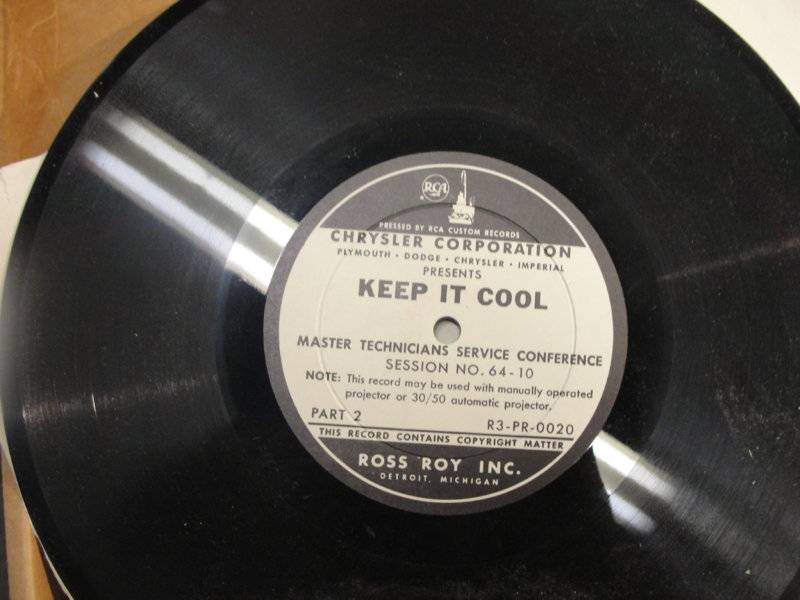 RCA
PRESSED BY RCA CUSTOM RECORDS
CHRYSLER CORPORATION
PLYMOUTH • DODGE • CHRYSLER • IMPERIAL
PRESENTS
KEEP IT COOL
MASTER TECHNICIANS SERVICE CONFERENCE
SESSION NO. 64-10
NOTE: This record may be used with manually operated
projector or 30/50 automatic projector.
PART 2
R3-PR-0020
THIS RECORD CONTAINS COPYRIGHT MATTER
ROSS ROY INC.
DETROIT, MICHIGAN